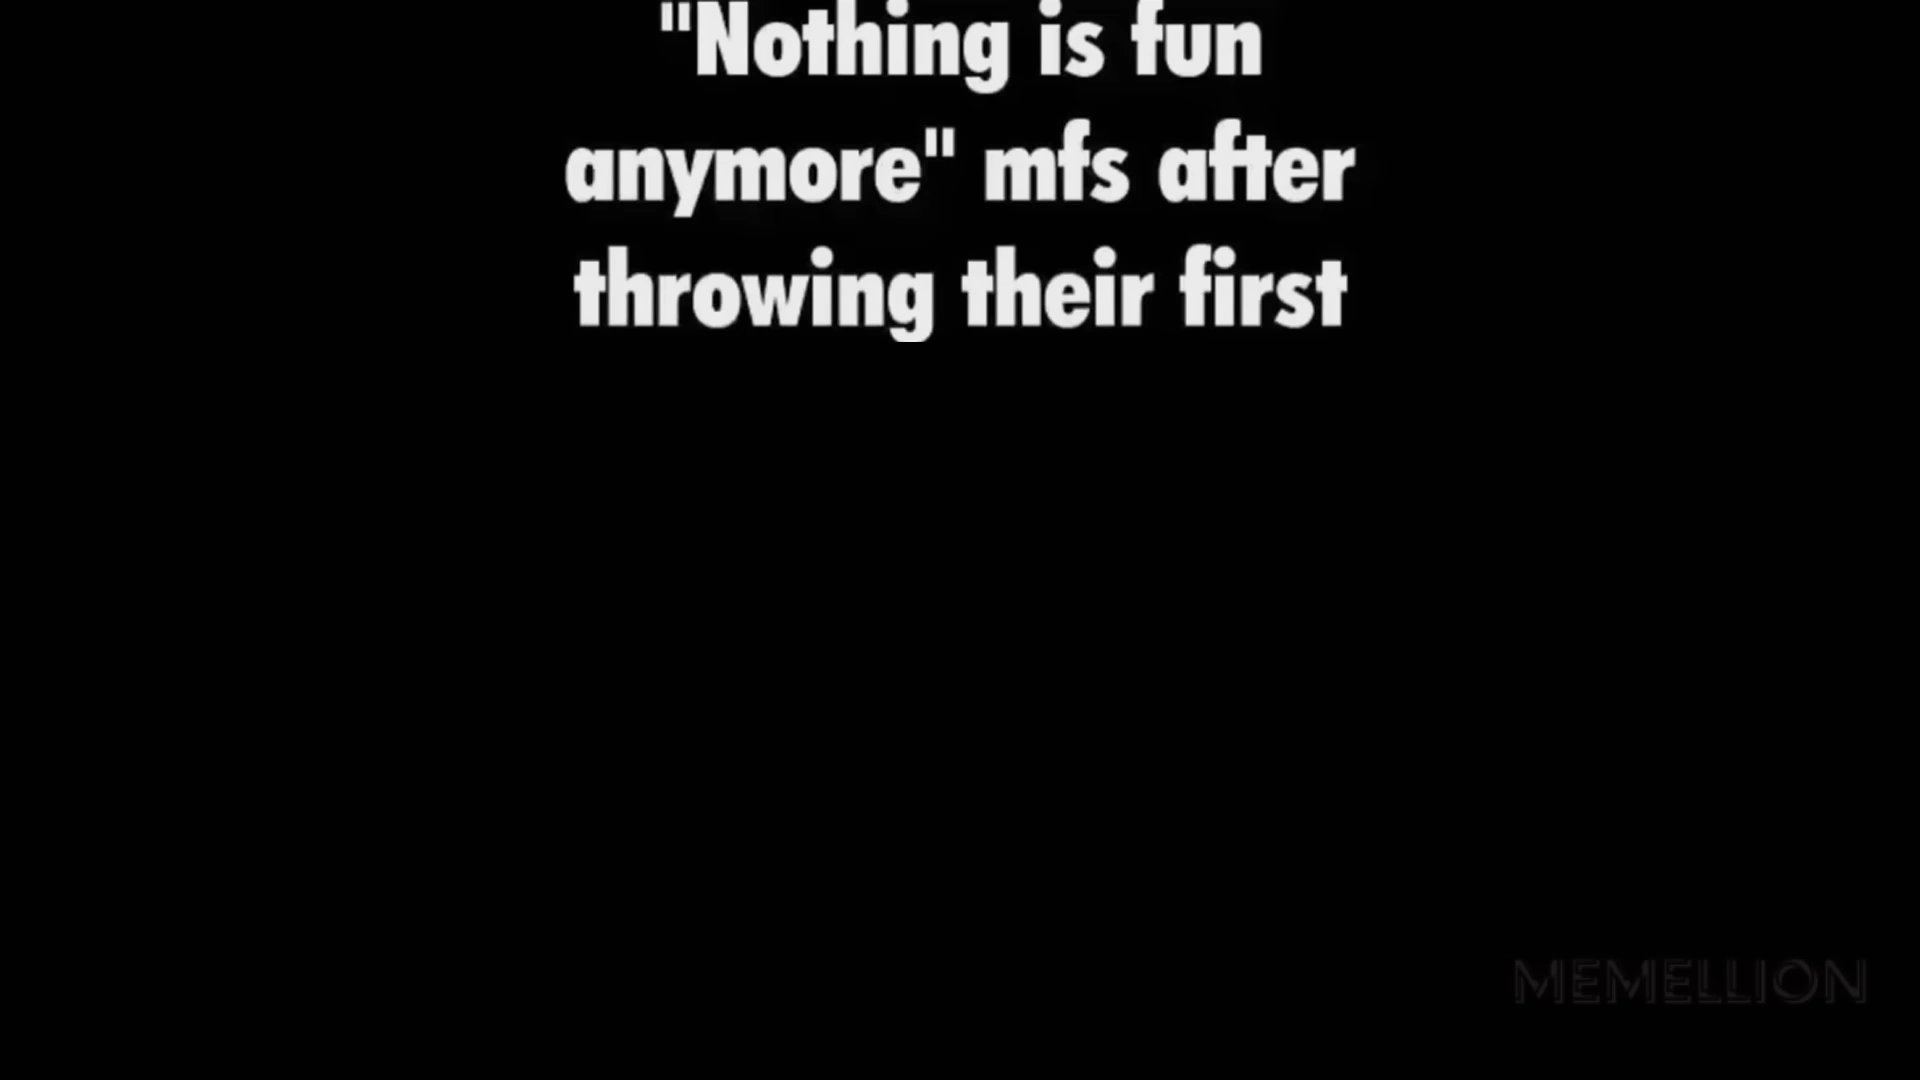 "Nothing is fun
anymore" mfs after
throwing their first
MEMELLION